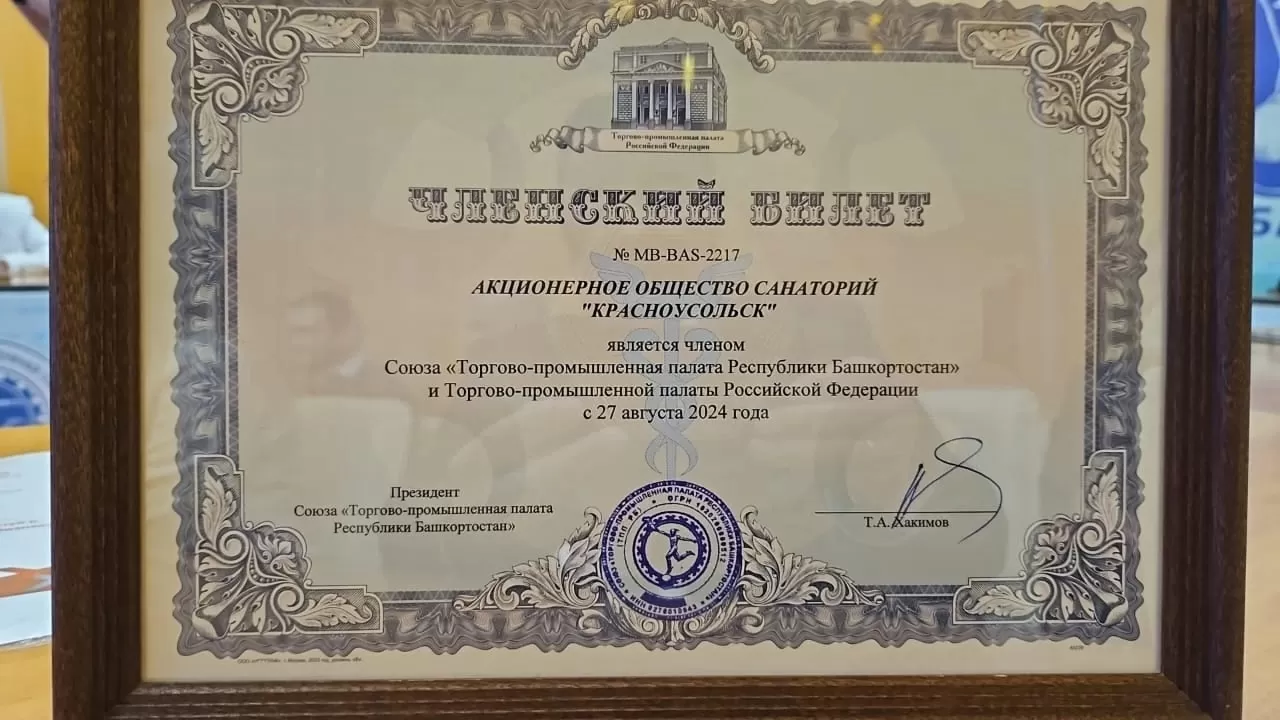 Торгово-промышленная палата
Российской Федерации
ЧЛЕНСКИЙ БИЛЕТ
№ MB-BAS-2217
АКЦИОНЕРНОЕ ОБЩЕСТВО САНАТОРИЙ
"КРАСНОУСОЛЬСК"
является членом
Союза «Торгово-промышленная палата Республики Башкортостан»
и Торгово-промышленной палаты Российской Федерации
с 27 августа 2024 года
Президент
Союза «Торгово-промышленная палата
Республики Башкортостан»
Т.А. Хакимов